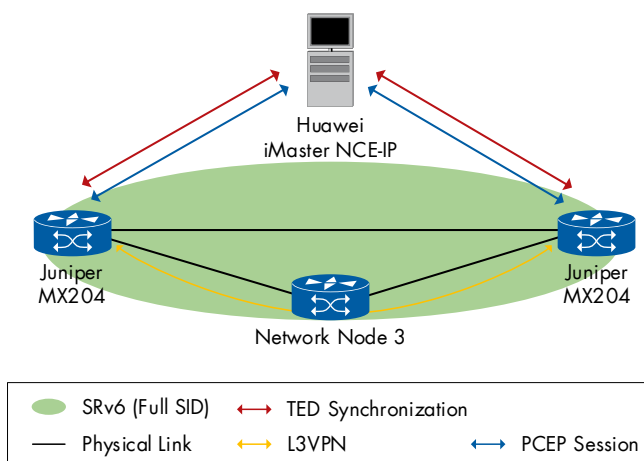 Huawei
iMaster NCE-IP
Juniper
MX204
Juniper
MX204
Network Node 3
SRv6 (Full SID)
TED Synchronization
Physical Link
L3VPN
PCEP Session